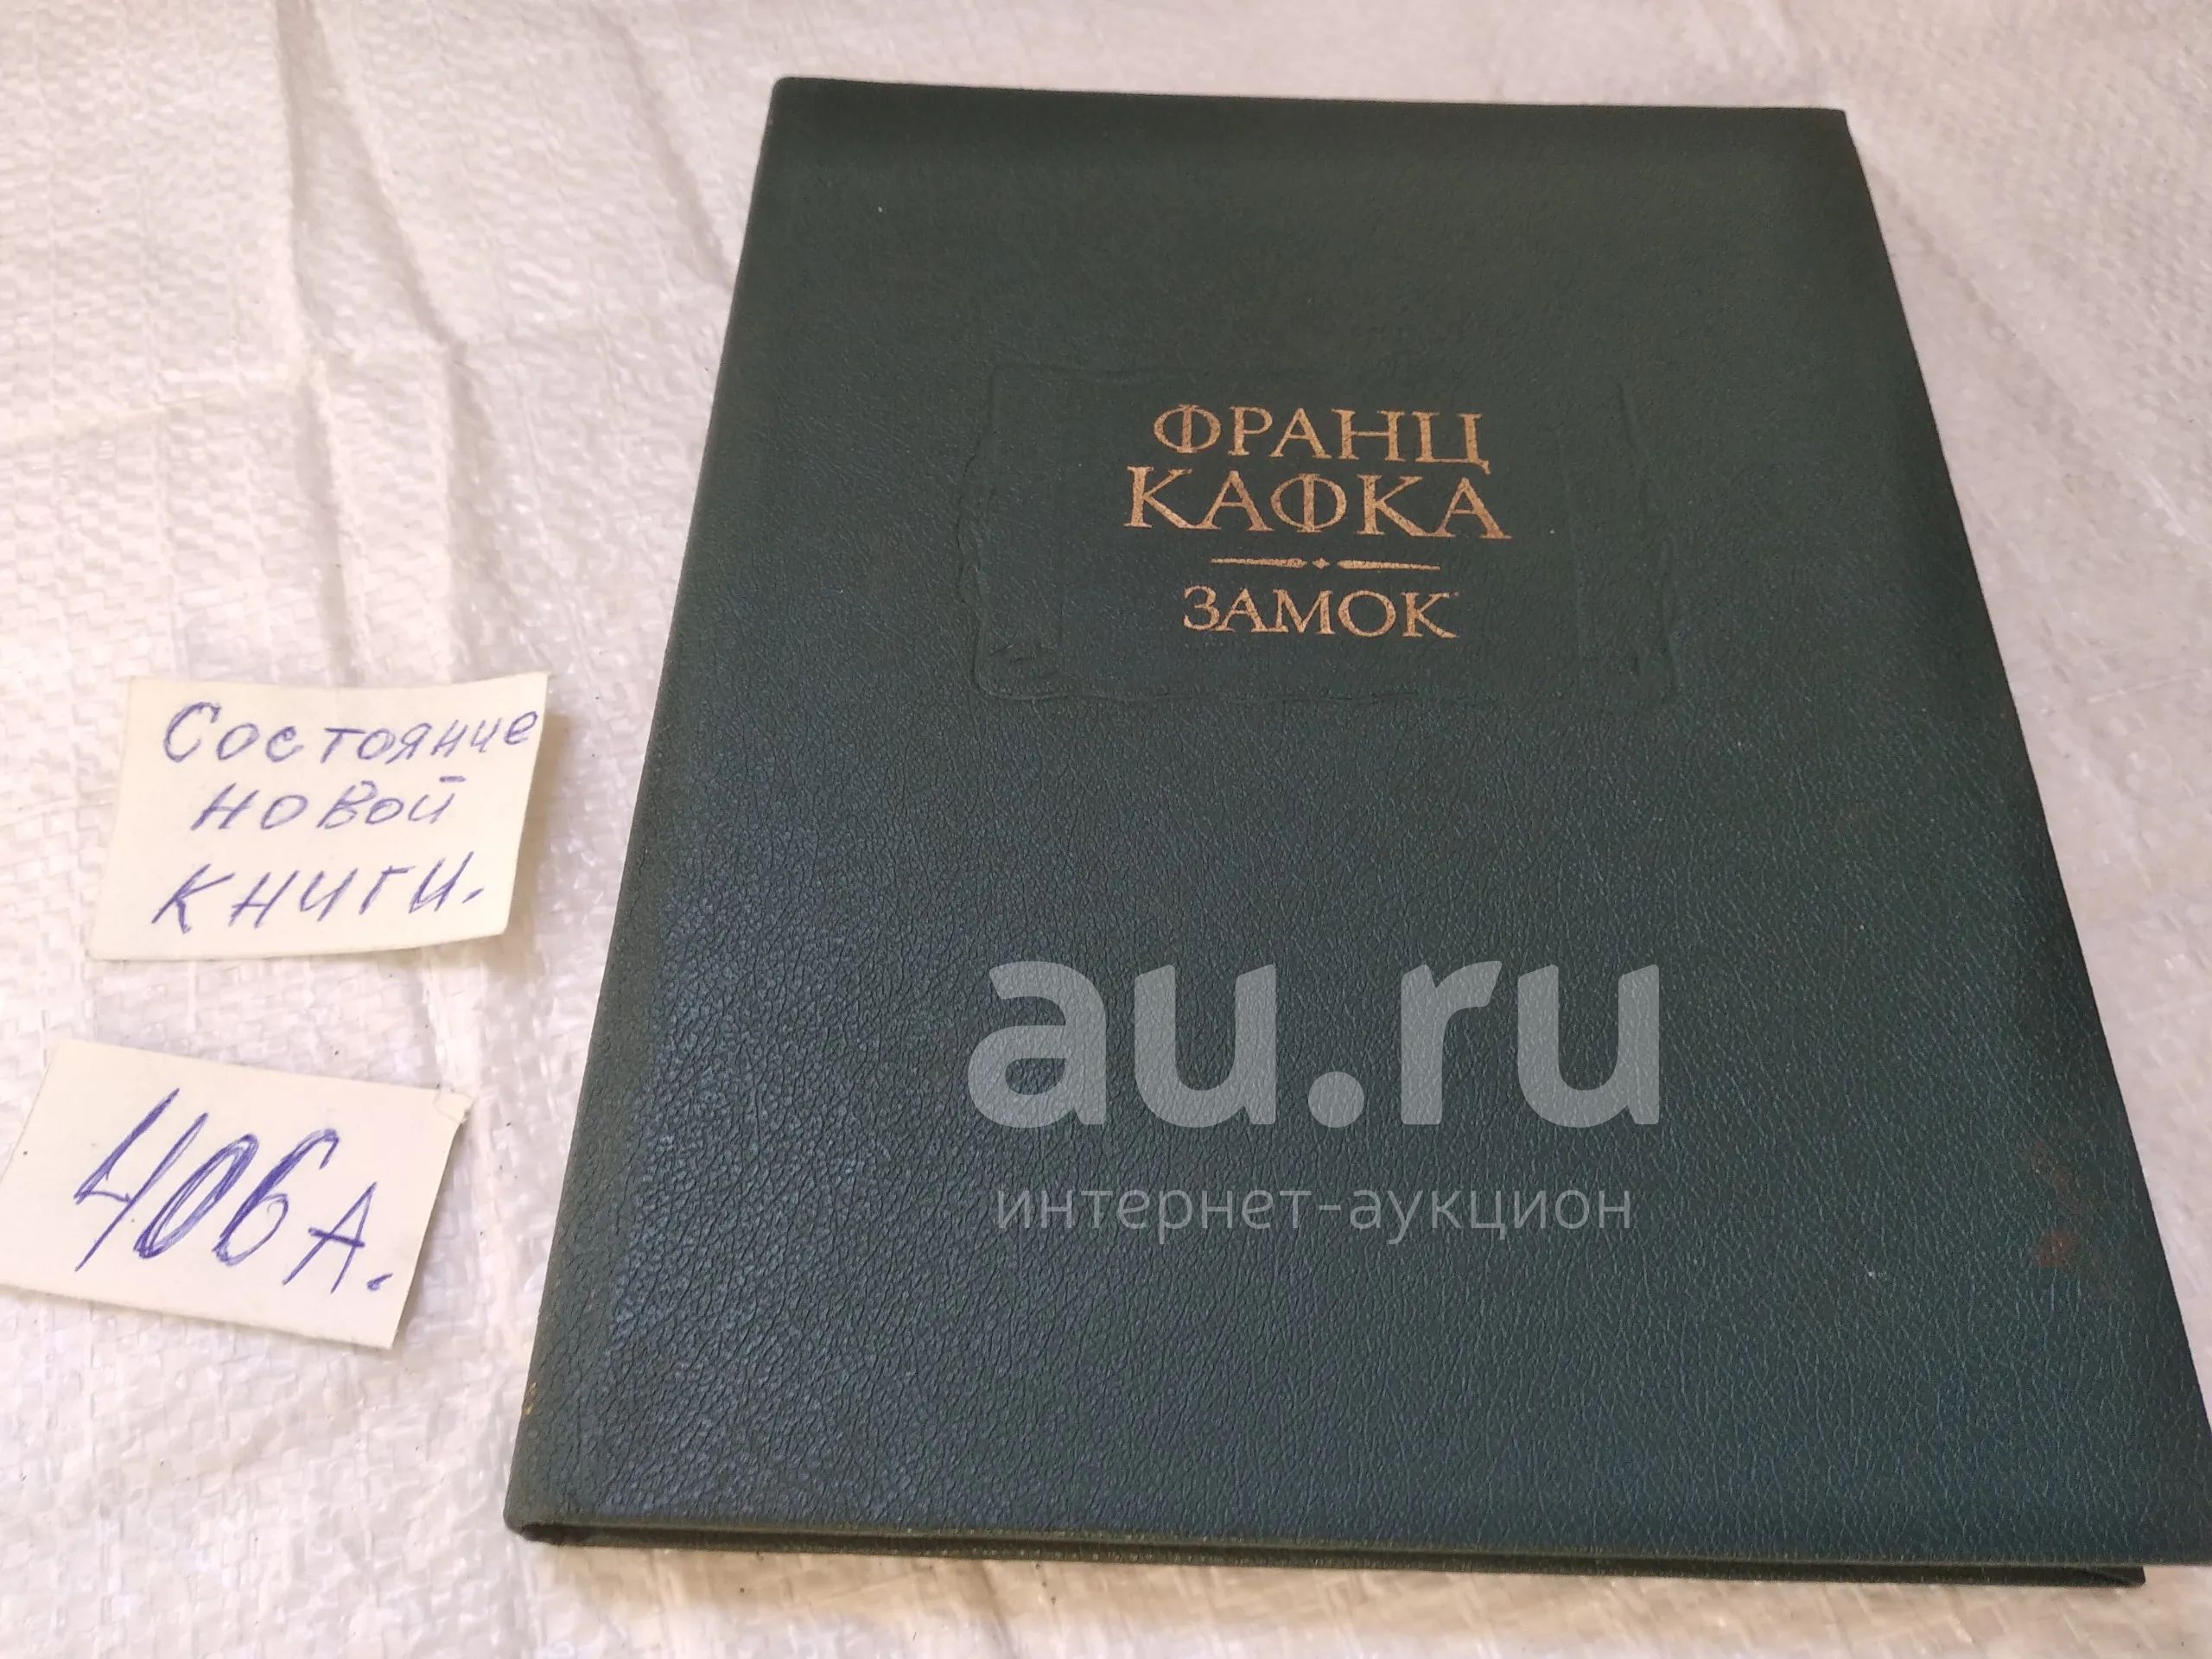 ФРАНЦ
КАФКА
ЗАМОК
Состояние
новой
книги.
406А.
au.ru
интернет-аукцион